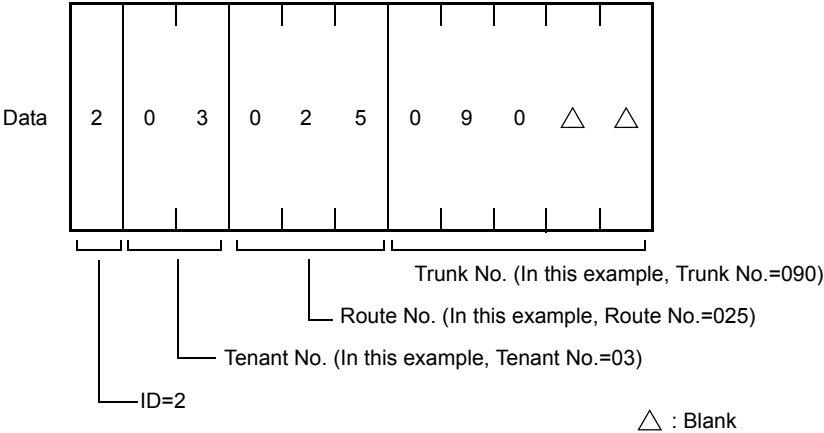 Data 2 0 3 0 2 5 0 9 0 △ △
Trunk No. (In this example, Trunk No.=090)
Route No. (In this example, Route No.=025)
Tenant No. (In this example, Tenant No.=03)
ID=2
△ : Blank